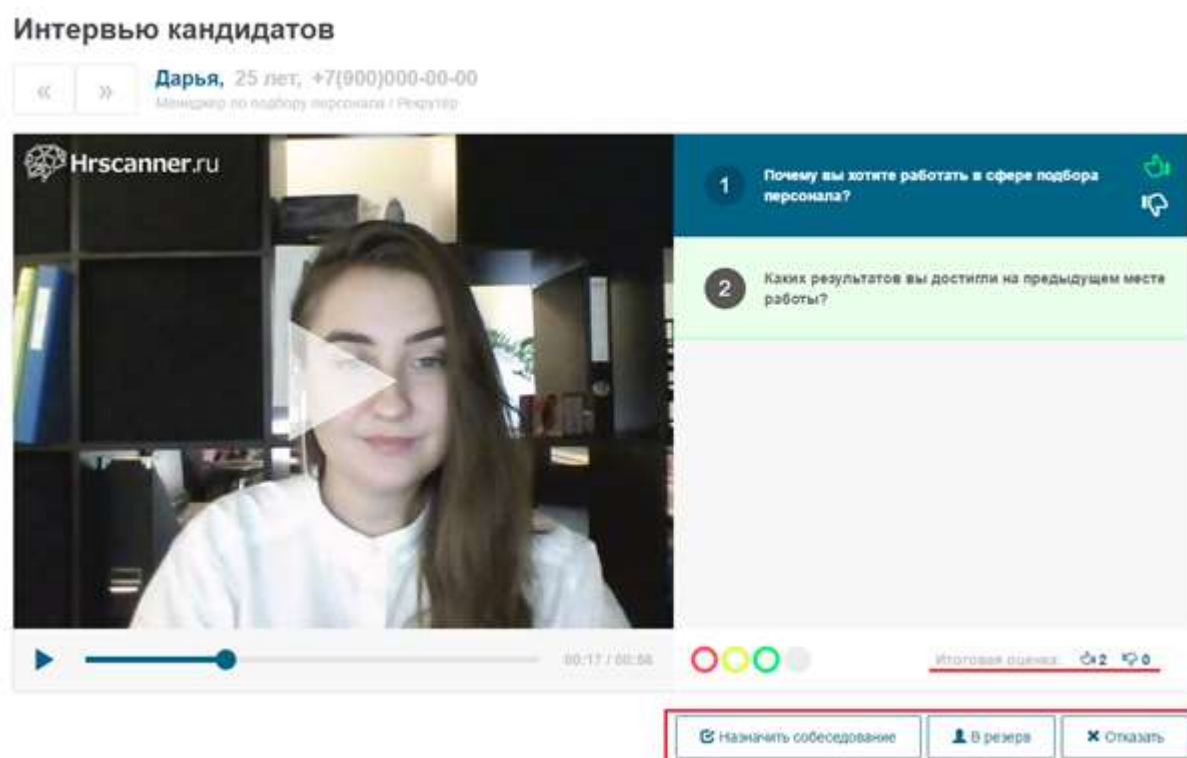 Интервью кандидатов
« »
Дарья, 25 лет, +7(900)000-00-00
Менеджер по подбору персонала / Рекрутёр
Hrscanner.ru
1
Почему вы хотите работать в сфере подбора
персонала?
2
Каких результатов вы достигли на предыдущем месте
работы?
00:17 / 00:56
Итоговая оценка: 2 0
Назначить собеседование
В резерв
Отказать